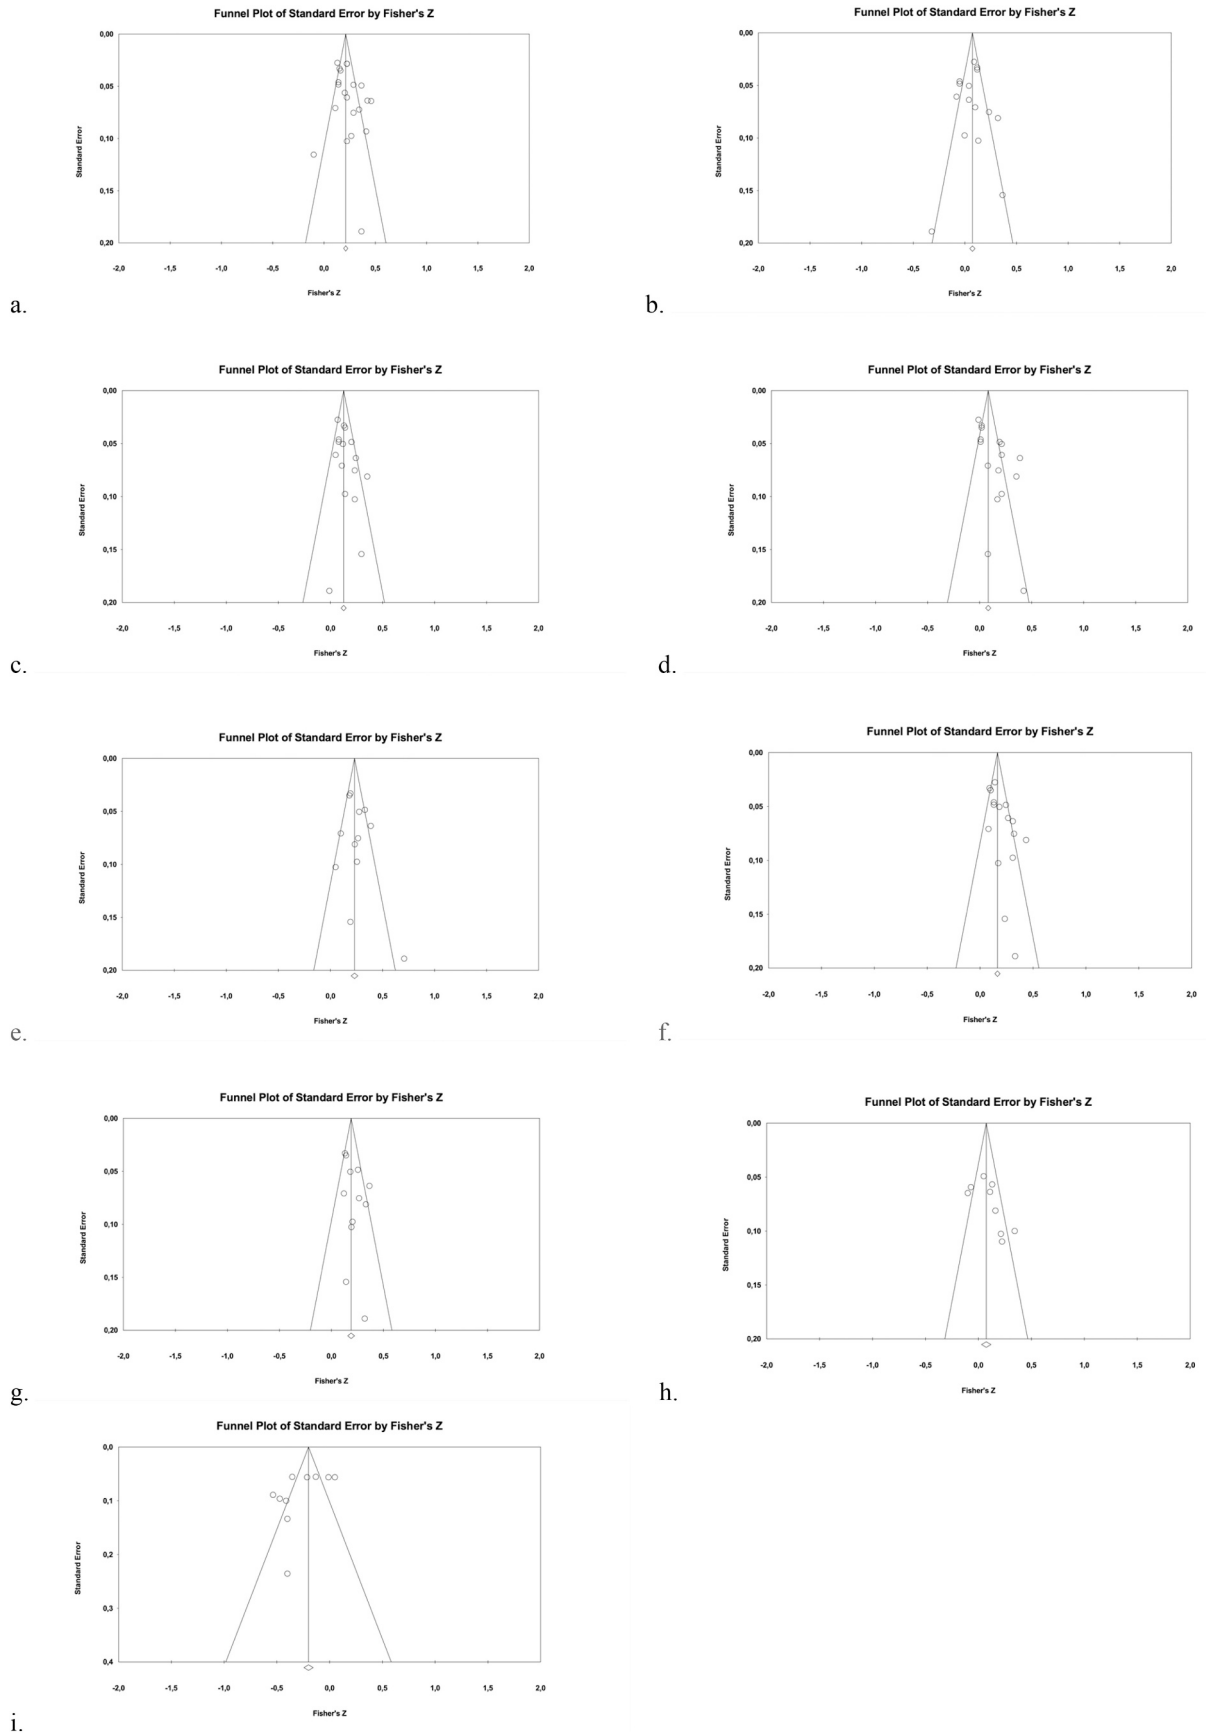 Funnel Plot of Standard Error by Fisher's Z
0,00
0,05
0,10
0,15
0,20
Standard Error
-2,0 -1,5 -1,0 -0,5 0,0 0,5 1,0 1,5 2,0
Fisher's Z
a.
Funnel Plot of Standard Error by Fisher's Z
0,00
0,05
0,10
0,15
0,20
Standard Error
-2,0 -1,5 -1,0 -0,5 0,0 0,5 1,0 1,5 2,0
Fisher's Z
b.
Funnel Plot of Standard Error by Fisher's Z
0,00
0,05
0,10
0,15
0,20
Standard Error
-2,0 -1,5 -1,0 -0,5 0,0 0,5 1,0 1,5 2,0
Fisher's Z
c.
Funnel Plot of Standard Error by Fisher's Z
0,00
0,05
0,10
0,15
0,20
Standard Error
-2,0 -1,5 -1,0 -0,5 0,0 0,5 1,0 1,5 2,0
Fisher's Z
d.
Funnel Plot of Standard Error by Fisher's Z
0,00
0,05
0,10
0,15
0,20
Standard Error
-2,0 -1,5 -1,0 -0,5 0,0 0,5 1,0 1,5 2,0
Fisher's Z
e.
Funnel Plot of Standard Error by Fisher's Z
0,00
0,05
0,10
0,15
0,20
Standard Error
-2,0 -1,5 -1,0 -0,5 0,0 0,5 1,0 1,5 2,0
Fisher's Z
f.
Funnel Plot of Standard Error by Fisher's Z
0,00
0,05
0,10
0,15
0,20
Standard Error
-2,0 -1,5 -1,0 -0,5 0,0 0,5 1,0 1,5 2,0
Fisher's Z
g.
Funnel Plot of Standard Error by Fisher's Z
0,00
0,05
0,10
0,15
0,20
Standard Error
-2,0 -1,5 -1,0 -0,5 0,0 0,5 1,0 1,5 2,0
Fisher's Z
h.
Funnel Plot of Standard Error by Fisher's Z
0,0
0,1
0,2
0,3
0,4
Standard Error
-2,0 -1,5 -1,0 -0,5 0,0 0,5 1,0 1,5 2,0
Fisher's Z
i.